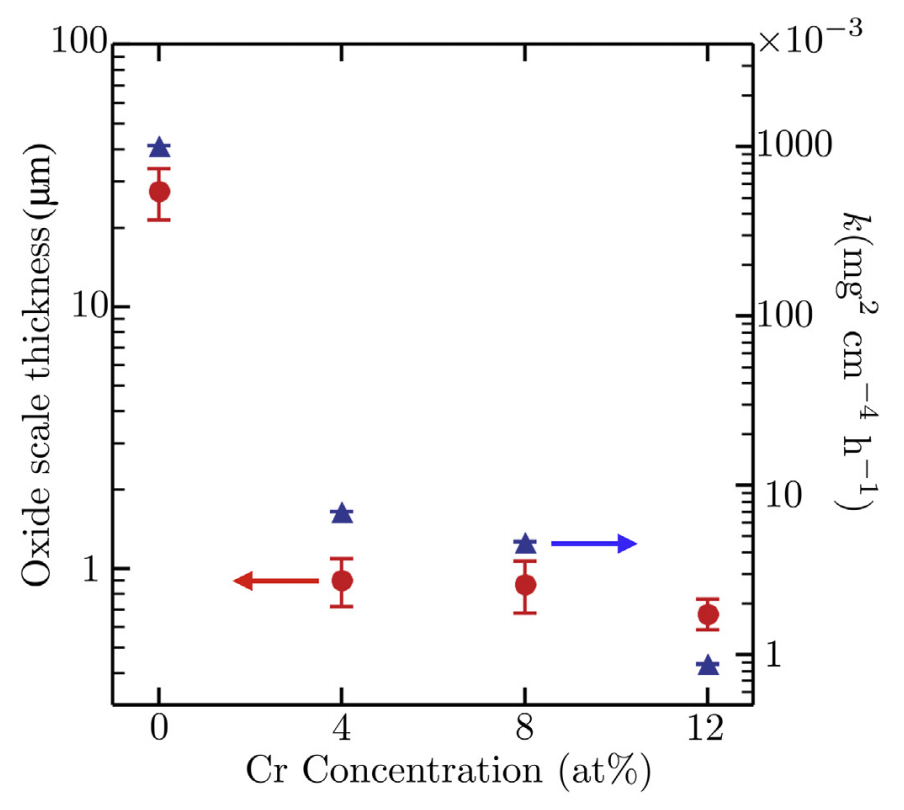 100
10
1
Oxide scale thickness (μm)
×10⁻³
1000
100
10
1
k(mg² cm⁻⁴ h⁻¹)
0 4 8 12
Cr Concentration (at%)